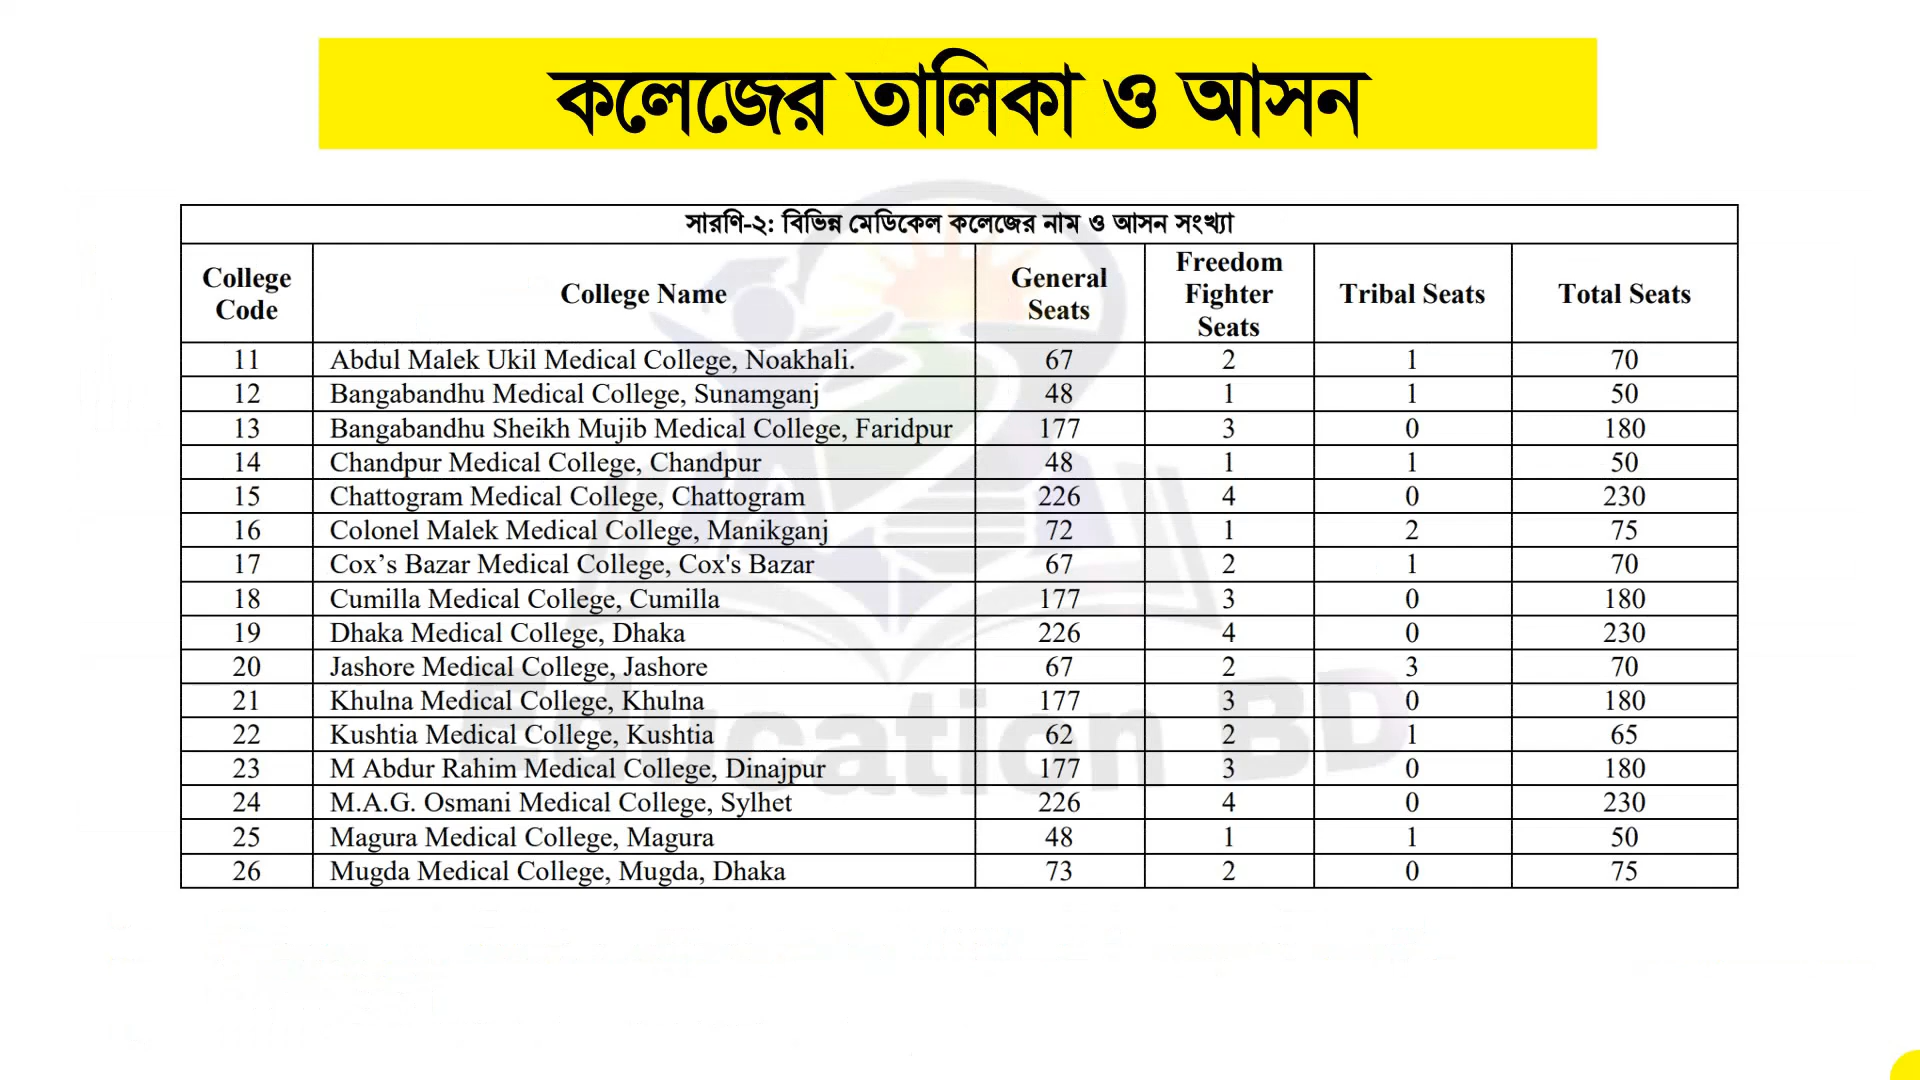 কলেজের তালিকা ও আসন
সারণি-২: বিভিন্ন মেডিকেল কলেজের নাম ও আসন সংখ্যা
College Code College Name General Seats Freedom Fighter Seats Tribal Seats Total Seats
11 Abdul Malek Ukil Medical College, Noakhali. 67 2 1 70
12 Bangabandhu Medical College, Sunamganj 48 1 1 50
13 Bangabandhu Sheikh Mujib Medical College, Faridpur 177 3 0 180
14 Chandpur Medical College, Chandpur 48 1 1 50
15 Chattogram Medical College, Chattogram 226 4 0 230
16 Colonel Malek Medical College, Manikganj 72 1 2 75
17 Cox’s Bazar Medical College, Cox's Bazar 67 2 1 70
18 Cumilla Medical College, Cumilla 177 3 0 180
19 Dhaka Medical College, Dhaka 226 4 0 230
20 Jashore Medical College, Jashore 67 2 3 70
21 Khulna Medical College, Khulna 177 3 0 180
22 Kushtia Medical College, Kushtia 62 2 1 65
23 M Abdur Rahim Medical College, Dinajpur 177 3 0 180
24 M.A.G. Osmani Medical College, Sylhet 226 4 0 230
25 Magura Medical College, Magura 48 1 1 50
26 Mugda Medical College, Mugda, Dhaka 73 2 0 75
Education BD